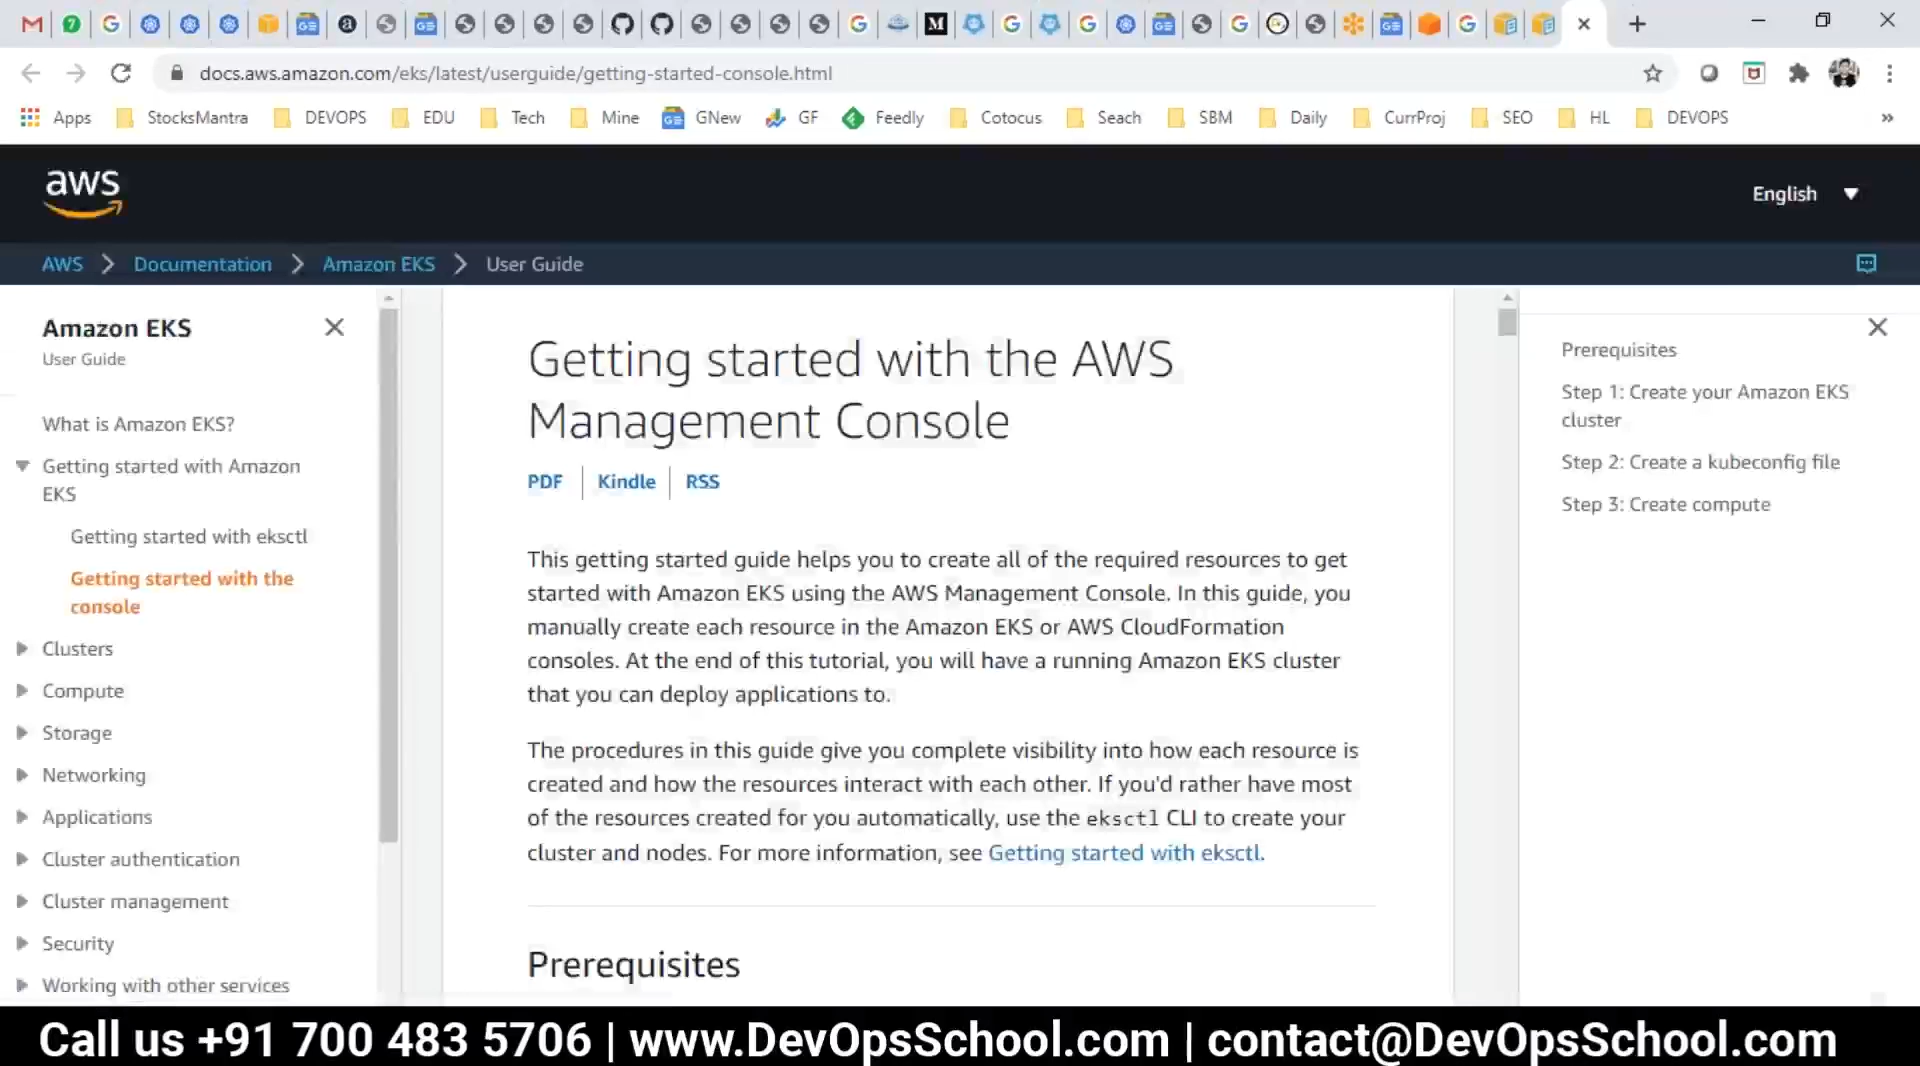 docs.aws.amazon.com/eks/latest/userguide/getting-started-console.html
Apps StocksMantra DEVOPS EDU Tech Mine GNew GF Feedly Cotocus Seach SBM Daily CurrProj SEO HL DEVOPS »
aws
English
AWS Documentation Amazon EKS User Guide
Amazon EKS
User Guide
What is Amazon EKS?
Getting started with Amazon
EKS
Getting started with eksctl
Getting started with the
console
Clusters
Compute
Storage
Networking
Applications
Cluster authentication
Cluster management
Security
Working with other services
Getting started with the AWS
Management Console
PDF | Kindle | RSS
This getting started guide helps you to create all of the required resources to get
started with Amazon EKS using the AWS Management Console. In this guide, you
manually create each resource in the Amazon EKS or AWS CloudFormation
consoles. At the end of this tutorial, you will have a running Amazon EKS cluster
that you can deploy applications to.
The procedures in this guide give you complete visibility into how each resource is
created and how the resources interact with each other. If you'd rather have most
of the resources created for you automatically, use the eksctl CLI to create your
cluster and nodes. For more information, see Getting started with eksctl.
Prerequisites
Prerequisites
Step 1: Create your Amazon EKS
cluster
Step 2: Create a kubeconfig file
Step 3: Create compute
Call us +91 700 483 5706 | www.DevOpsSchool.com | contact@DevOpsSchool.com